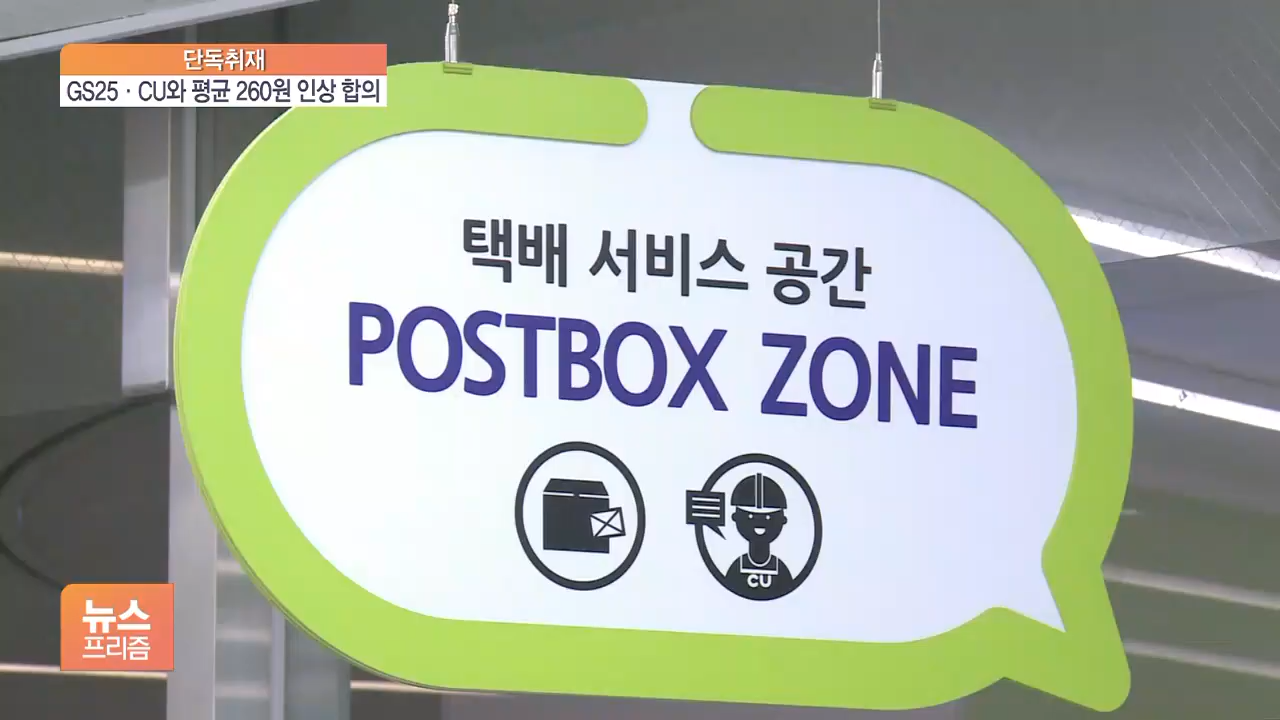 단독취재
GS25·CU와 평균 260원 인상 합의
택배 서비스 공간
POSTBOX ZONE
CU
뉴스
프리즘